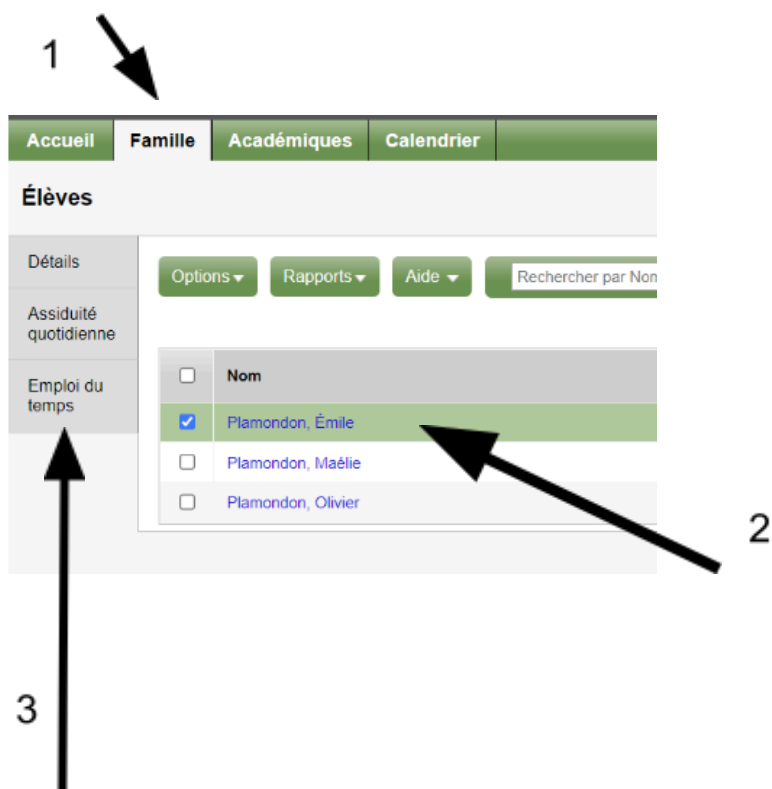 1
Accueil Famille Académiques Calendrier
Élèves
Détails
Options Rapports Aide Rechercher par Nom
Assiduité
quotidienne
Nom
Emploi du
temps
Plamondon, Émile
Plamondon, Maélie
Plamondon, Olivier
2
3